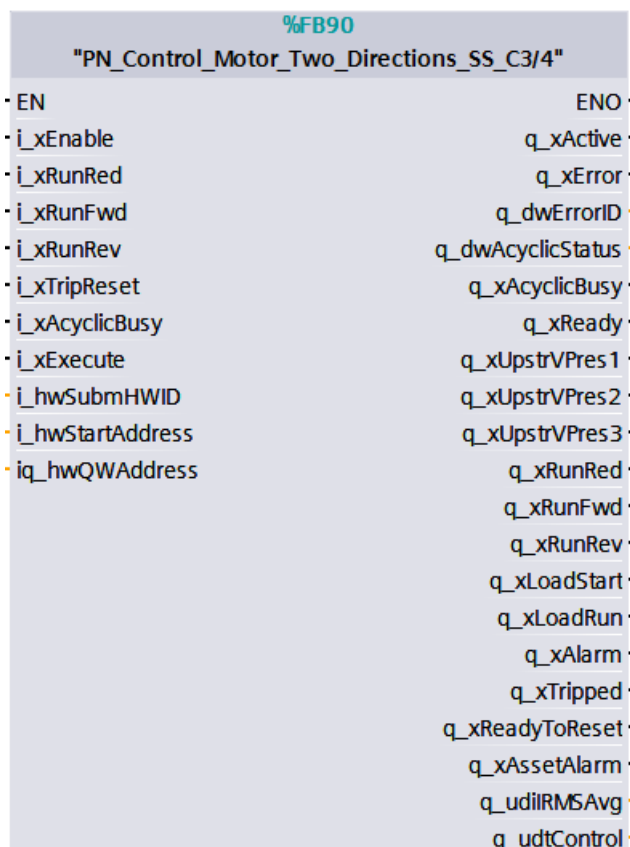 %FB90
"PN_Control_Motor_Two_Directions_SS_C3/4"
EN ENO
i_xEnable q_xActive
i_xRunRed q_xError
i_xRunFwd q_dwErrorID
i_xRunRev q_dwAcyclicStatus
i_xTripReset q_xAcyclicBusy
i_xAcyclicBusy q_xReady
i_xExecute q_xUpstrVPres1
i_hwSubmHWID q_xUpstrVPres2
i_hwStartAddress q_xUpstrVPres3
iq_hwQWAddress q_xRunRed
q_xRunFwd
q_xRunRev
q_xLoadStart
q_xLoadRun
q_xAlarm
q_xTripped
q_xReadyToReset
q_xAssetAlarm
q_udiIRMSAvg
q_udtControl